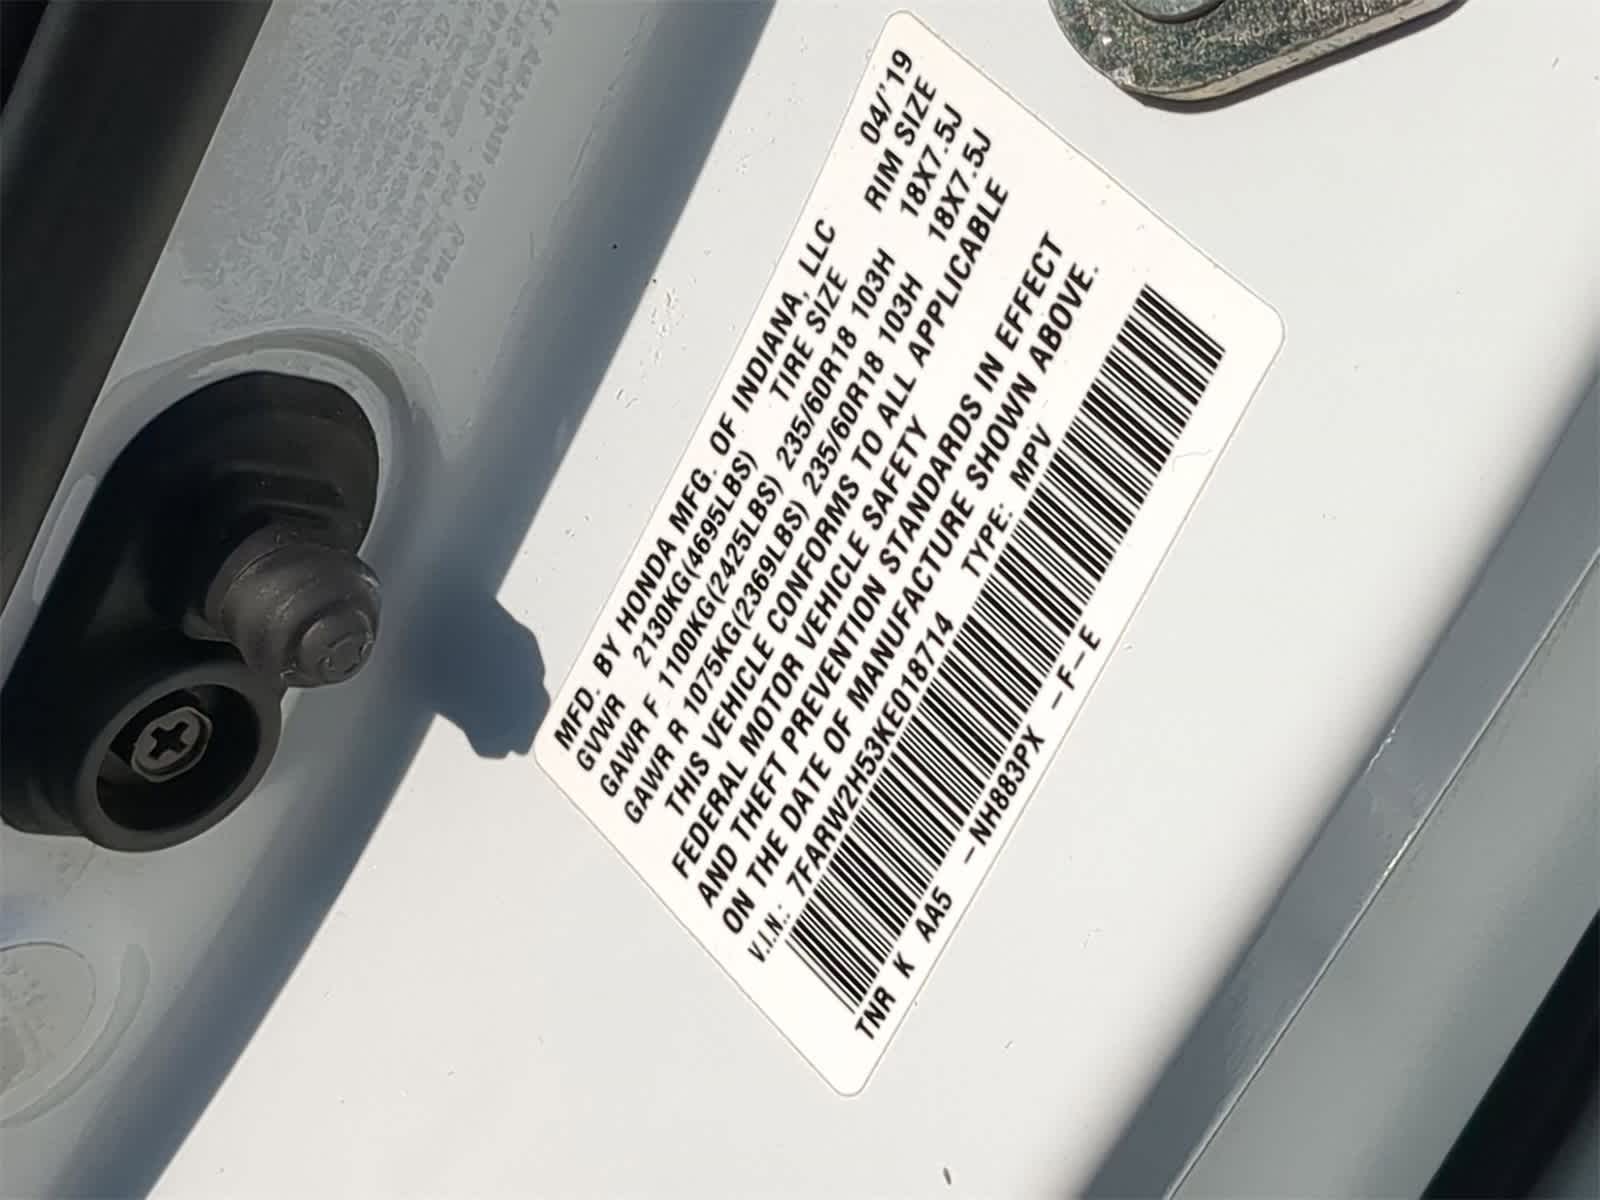 MFD. BY HONDA MFG. OF INDIANA, LLC 04/'19
GVWR 2130KG(4695LBS) TIRE SIZE RIM SIZE
GAWR F 1100KG(2425LBS) 235/60R18 103H 18X7.5J
GAWR R 1075KG(2369LBS) 235/60R18 103H 18X7.5J
THIS VEHICLE CONFORMS TO ALL APPLICABLE
FEDERAL MOTOR VEHICLE SAFETY
AND THEFT PREVENTION STANDARDS IN EFFECT
ON THE DATE OF MANUFACTURE SHOWN ABOVE.
V.I.N.: 7FARW2H53KE018714 TYPE: MPV
TNR K AA5 -NH883PX -F-E